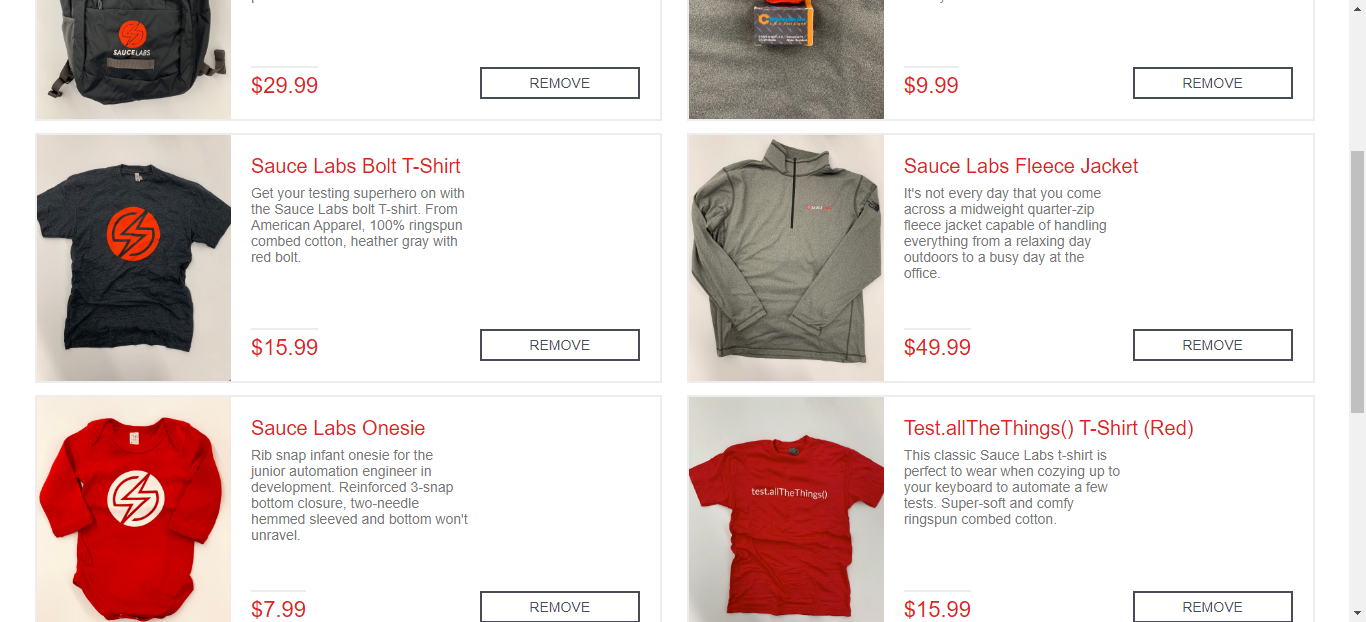 SAUCELABS
$29.99
REMOVE
$9.99
REMOVE
Sauce Labs Bolt T-Shirt
Get your testing superhero on with
the Sauce Labs bolt T-shirt. From
American Apparel, 100% ringspun
combed cotton, heather gray with
red bolt.
$15.99
REMOVE
Sauce Labs Fleece Jacket
It's not every day that you come
across a midweight quarter-zip
fleece jacket capable of handling
everything from a relaxing day
outdoors to a busy day at the
office.
$49.99
REMOVE
Sauce Labs Onesie
Rib snap infant onesie for the
junior automation engineer in
development. Reinforced 3-snap
bottom closure, two-needle
hemmed sleeved and bottom won't
unravel.
$7.99
REMOVE
test.allTheThings()
Test.allTheThings() T-Shirt (Red)
This classic Sauce Labs t-shirt is
perfect to wear when cozying up to
your keyboard to automate a few
tests. Super-soft and comfy
ringspun combed cotton.
$15.99
REMOVE